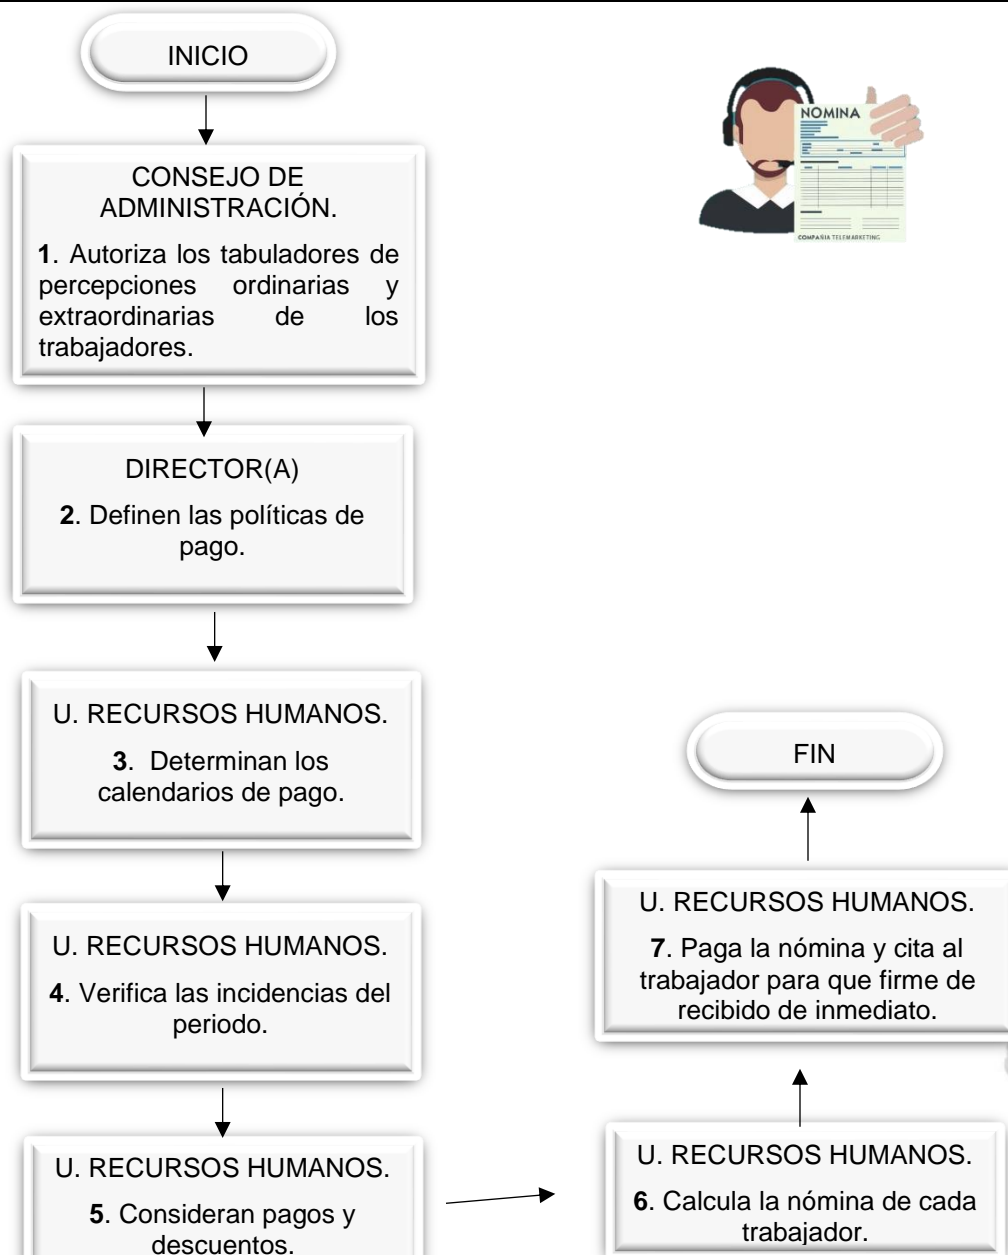 INICIO
NOMINA
COMPAÑIA TELEMARKETING
CONSEJO DE
ADMINISTRACIÓN.
1. Autoriza los tabuladores de
percepciones ordinarias y
extraordinarias de los
trabajadores.
DIRECTOR(A)
2. Definen las políticas de
pago.
U. RECURSOS HUMANOS.
3. Determinan los
calendarios de pago.
U. RECURSOS HUMANOS.
4. Verifica las incidencias del
periodo.
U. RECURSOS HUMANOS.
5. Consideran pagos y
descuentos.
U. RECURSOS HUMANOS.
6. Calcula la nómina de cada
trabajador.
U. RECURSOS HUMANOS.
7. Paga la nómina y cita al
trabajador para que firme de
recibido de inmediato.
FIN